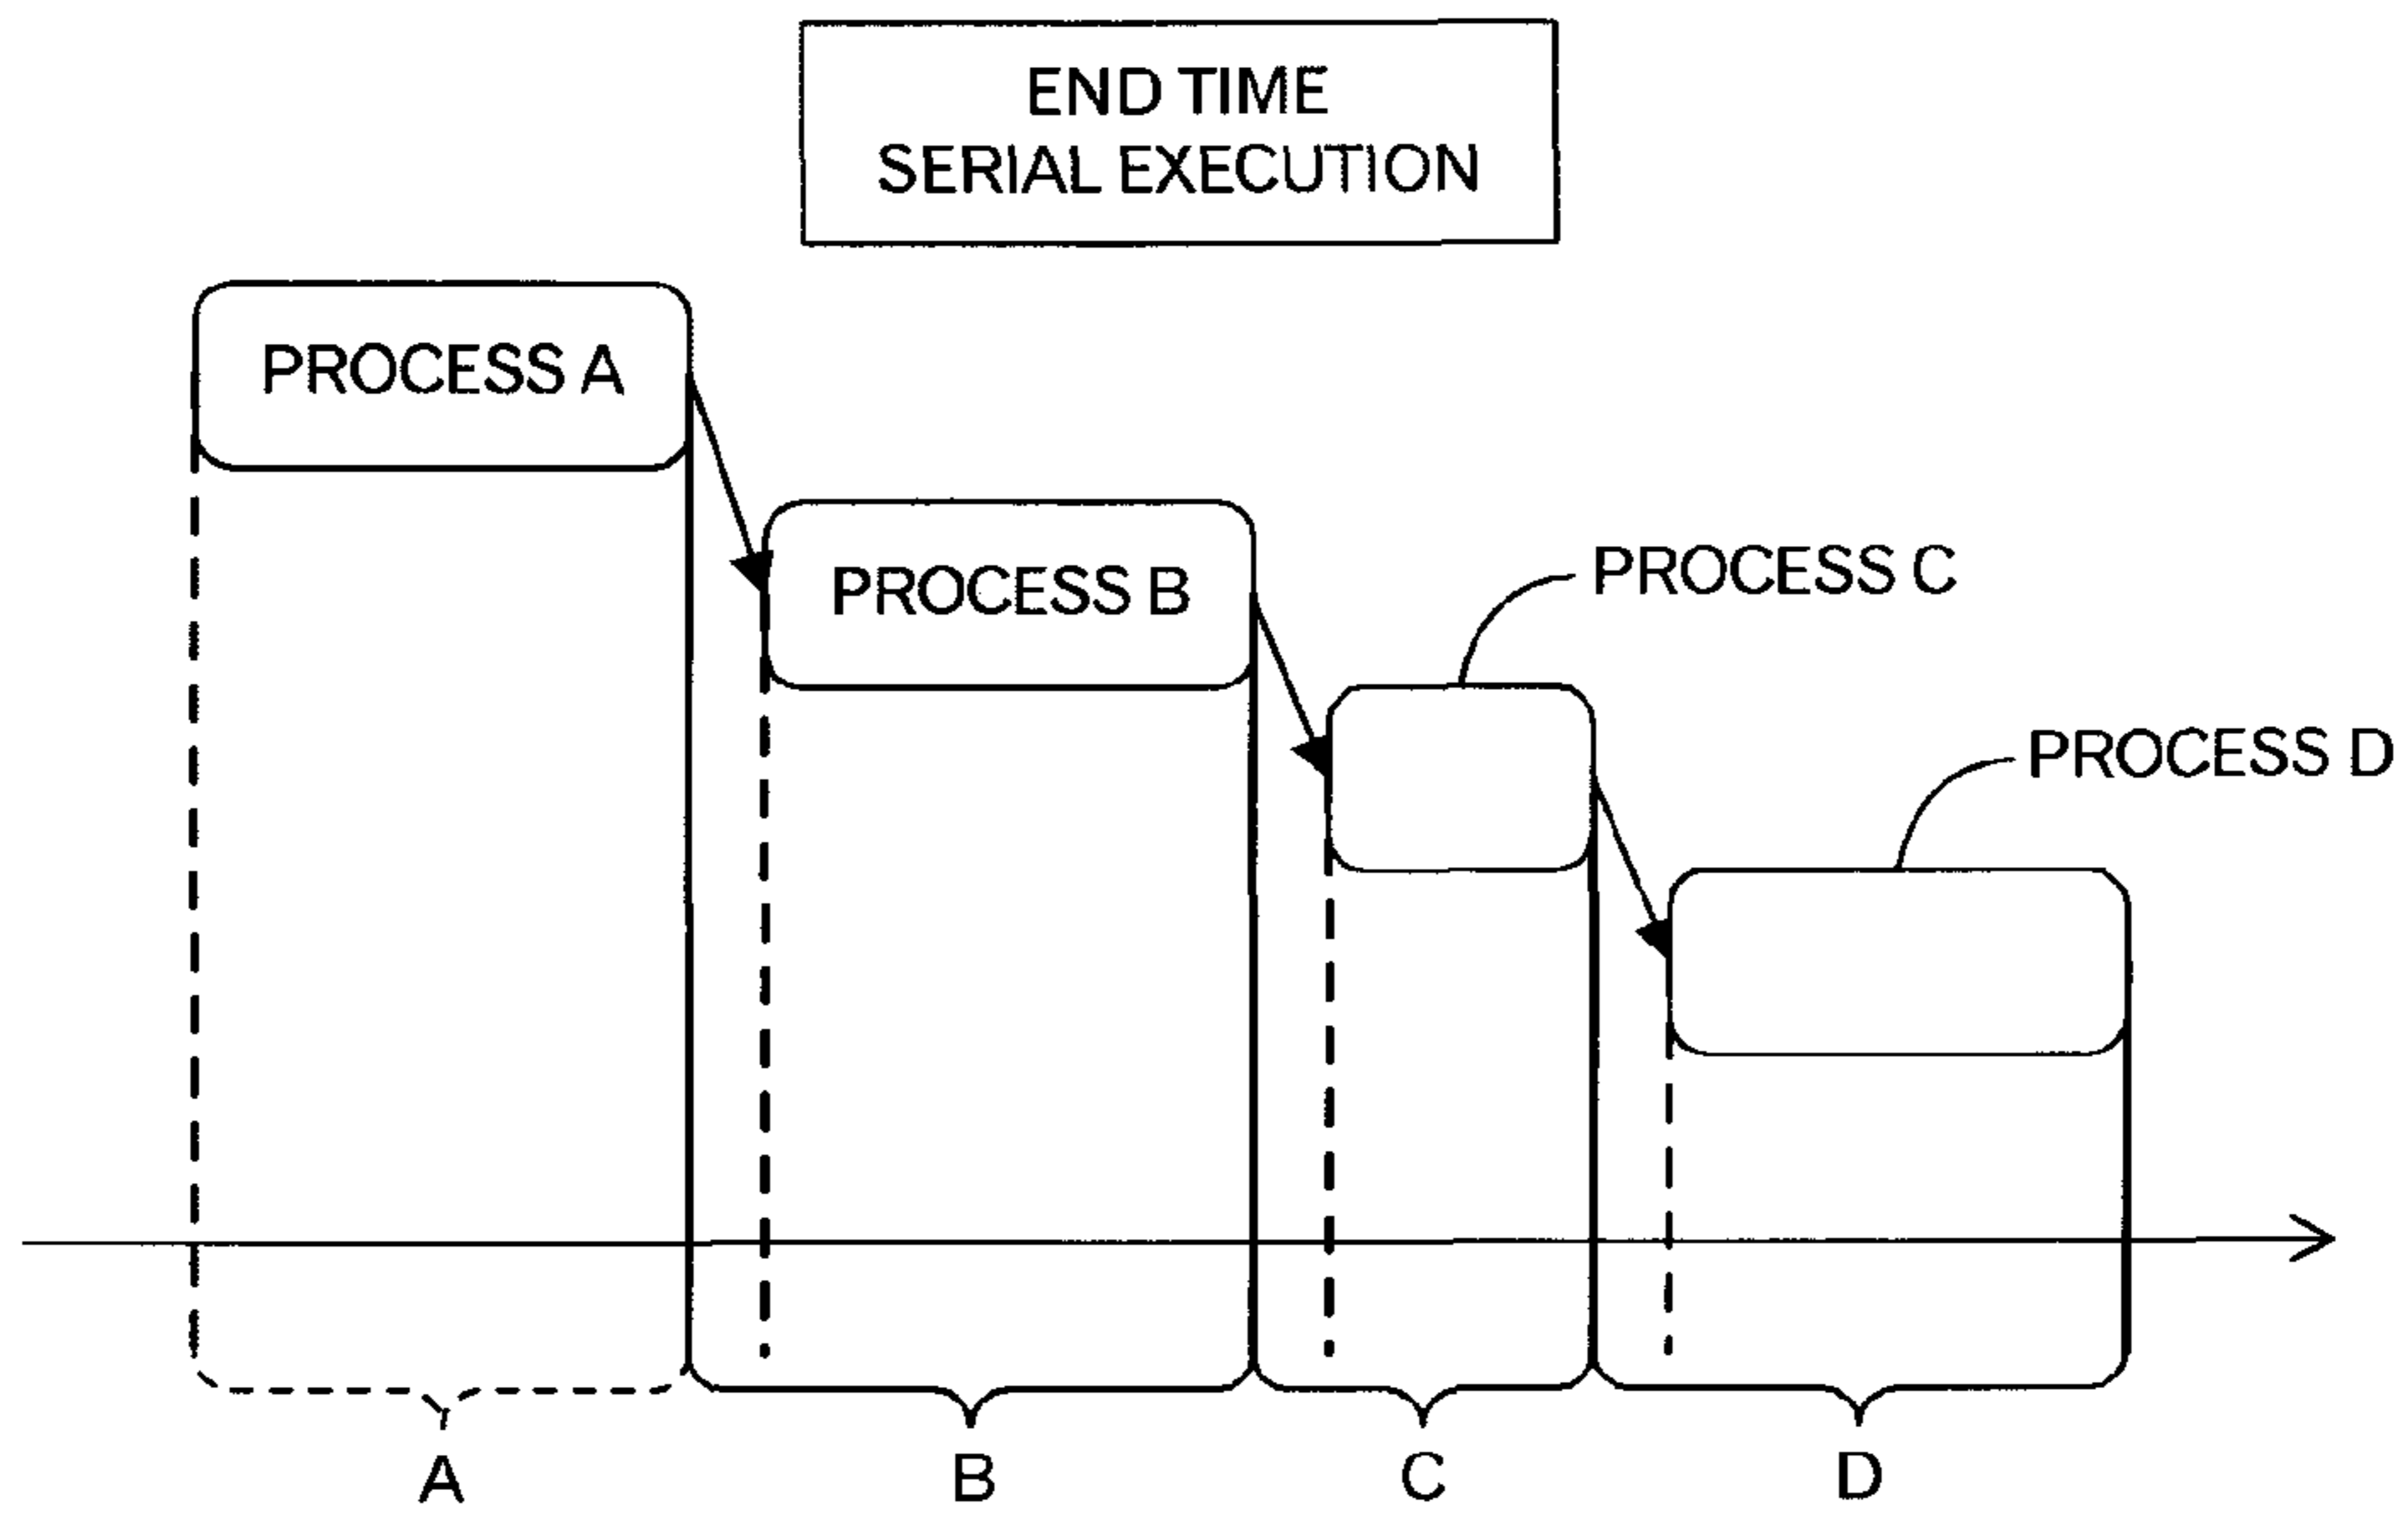 END TIME
SERIAL EXECUTION
PROCESS A
PROCESS B
PROCESS C
PROCESS D
A
B
C
D